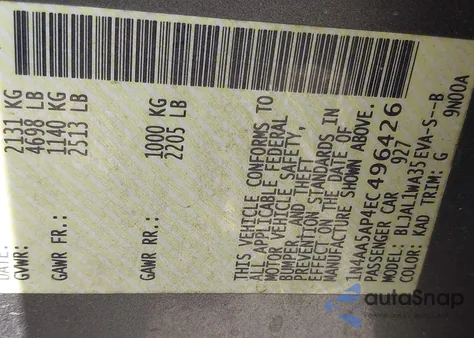 DATE:
GVWR: 2131 KG
4698 LB
GAWR FR.: 1140 KG
2513 LB
GAWR RR.: 1000 KG
2205 LB
THIS VEHICLE CONFORMS TO
ALL APPLICABLE FEDERAL
MOTOR VEHICLE SAFETY,
BUMPER, AND THEFT
PREVENTION STANDARDS IN
EFFECT ON THE DATE OF
MANUFACTURE SHOWN ABOVE.
1N4AA5AP4EC496426
PASSENGER CAR 927
MODEL: BLJAL1WA35EVA-S--B
COLOR: KAD TRIM: G 9N00A
autoSnap